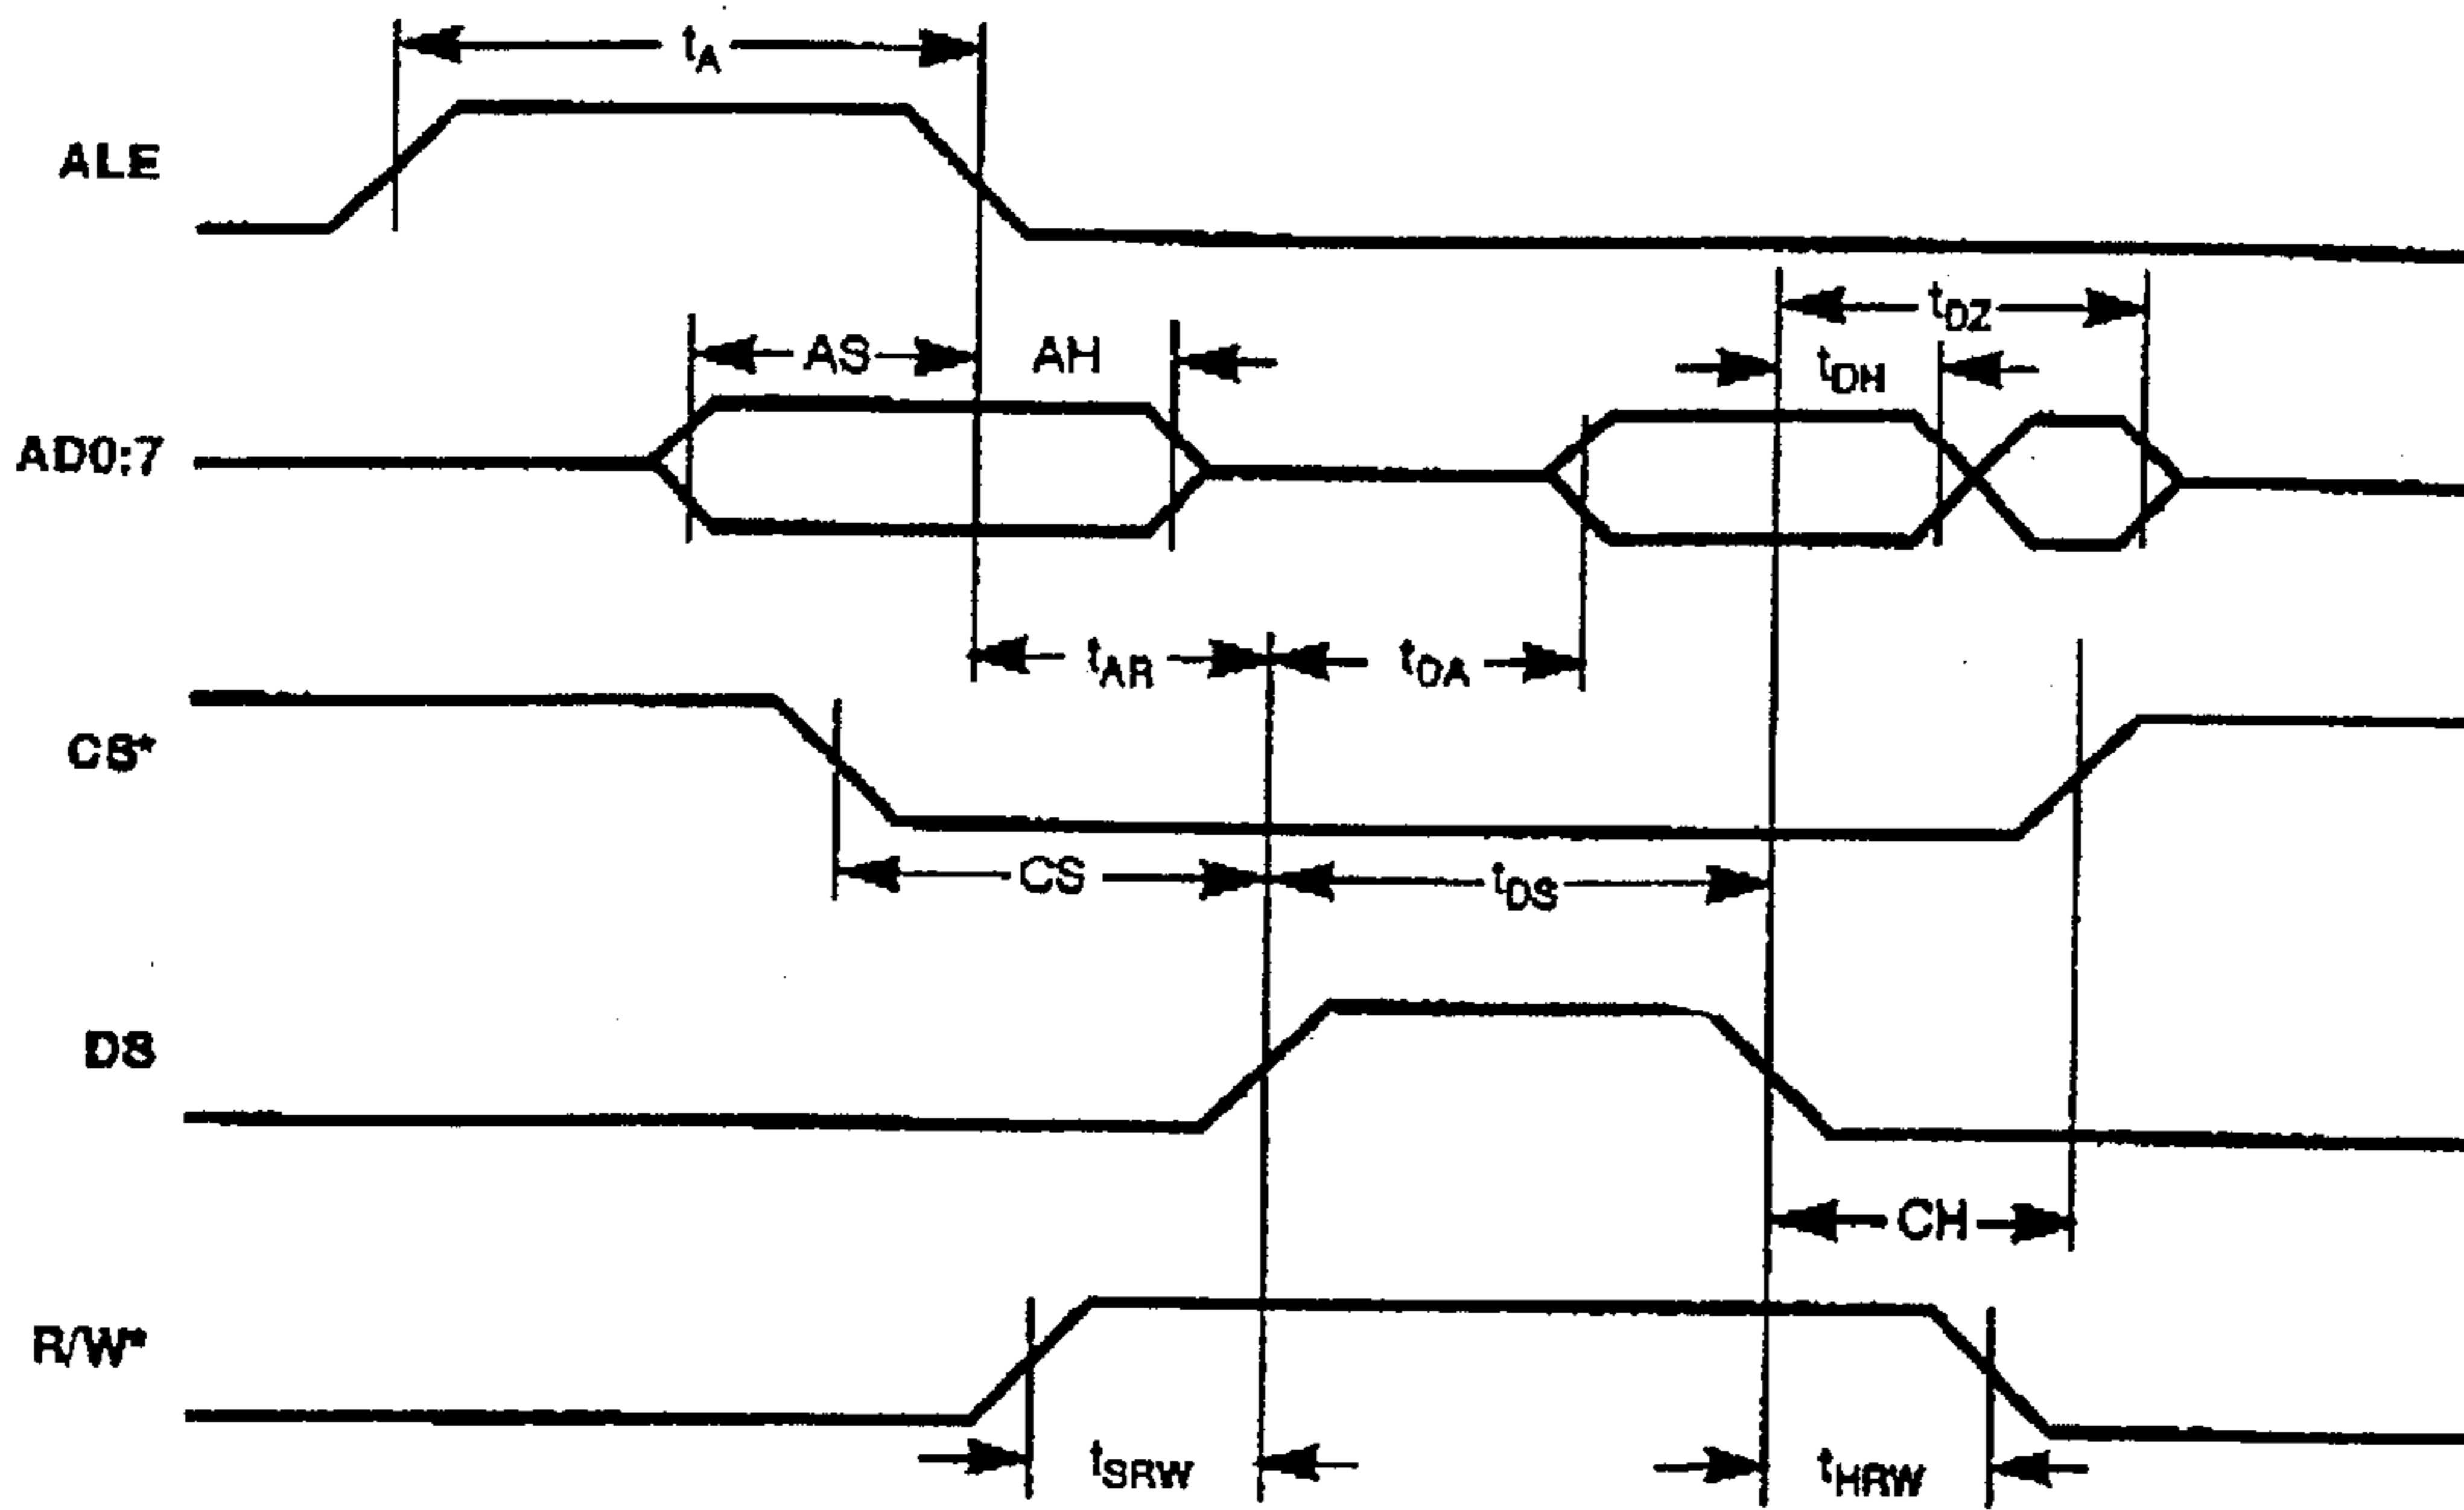 tA
ALE
tDZ
AS AH tDH
AD0:7
tAR tDA
CS*
CS tDS
DS
CH
R/W*
tSRW tHRW